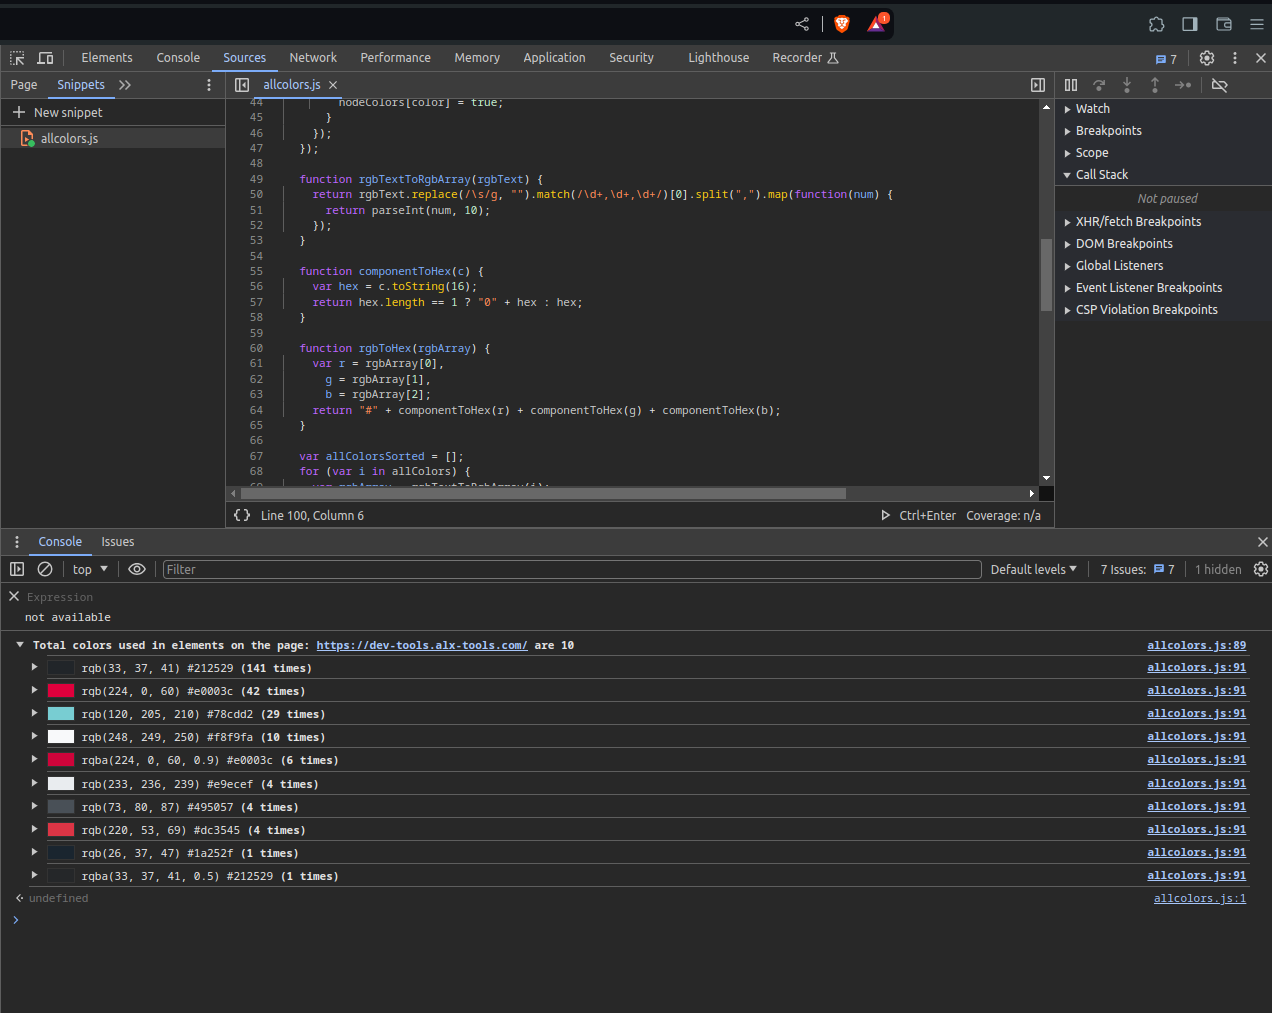 1
Elements Console Sources Network Performance Memory Application Security Lighthouse Recorder 7
Page Snippets allcolors.js
New snippet
allcolors.js
44 nodeColors[color] = true;
45 }
46 });
47 });
48
49 function rgbTextToRgbArray(rgbText) {
50 return rgbText.replace(/\s/g, "").match(/\d+,\d+,\d+/)[0].split(",").map(function(num) {
51 return parseInt(num, 10);
52 });
53 }
54
55 function componentToHex(c) {
56 var hex = c.toString(16);
57 return hex.length == 1 ? "0" + hex : hex;
58 }
59
60 function rgbToHex(rgbArray) {
61 var r = rgbArray[0],
62 g = rgbArray[1],
63 b = rgbArray[2];
64 return "#" + componentToHex(r) + componentToHex(g) + componentToHex(b);
65 }
66
67 var allColorsSorted = [];
68 for (var i in allColors) {
69 var rgbArray = rgbTextToRgbArray(i);
{ } Line 100, Column 6 Ctrl+Enter Coverage: n/a
Watch
Breakpoints
Scope
Call Stack
Not paused
XHR/fetch Breakpoints
DOM Breakpoints
Global Listeners
Event Listener Breakpoints
CSP Violation Breakpoints
Console Issues
top Filter Default levels 7 Issues: 7 1 hidden
Expression
not available
Total colors used in elements on the page: https://dev-tools.alx-tools.com/ are 10 allcolors.js:89
rgb(33, 37, 41) #212529 (141 times) allcolors.js:91
rgb(224, 0, 60) #e0003c (42 times) allcolors.js:91
rgb(120, 205, 210) #78cdd2 (29 times) allcolors.js:91
rgb(248, 249, 250) #f8f9fa (10 times) allcolors.js:91
rgba(224, 0, 60, 0.9) #e0003c (6 times) allcolors.js:91
rgb(233, 236, 239) #e9ecef (4 times) allcolors.js:91
rgb(73, 80, 87) #495057 (4 times) allcolors.js:91
rgb(220, 53, 69) #dc3545 (4 times) allcolors.js:91
rgb(26, 37, 47) #1a252f (1 times) allcolors.js:91
rgba(33, 37, 41, 0.5) #212529 (1 times) allcolors.js:91
undefined allcolors.js:1